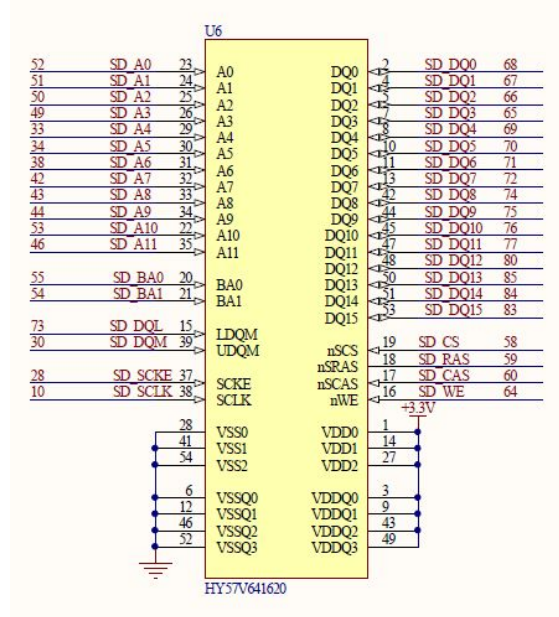 U6
52 SD_A0 23 A0 DQ0 2 SD_DQ0 68
51 SD_A1 24 A1 DQ1 4 SD_DQ1 67
50 SD_A2 25 A2 DQ2 5 SD_DQ2 66
49 SD_A3 26 A3 DQ3 7 SD_DQ3 65
33 SD_A4 29 A4 DQ4 8 SD_DQ4 69
34 SD_A5 30 A5 DQ5 10 SD_DQ5 70
38 SD_A6 31 A6 DQ6 11 SD_DQ6 71
42 SD_A7 32 A7 DQ7 13 SD_DQ7 72
43 SD_A8 33 A8 DQ8 42 SD_DQ8 74
44 SD_A9 34 A9 DQ9 44 SD_DQ9 75
53 SD_A10 22 A10 DQ10 45 SD_DQ10 76
46 SD_A11 35 A11 DQ11 47 SD_DQ11 77
DQ12 48 SD_DQ12 80
55 SD_BA0 20 BA0 DQ13 50 SD_DQ13 85
54 SD_BA1 21 BA1 DQ14 51 SD_DQ14 84
DQ15 53 SD_DQ15 83
73 SD_DQL 15 LDQM
30 SD_DQM 39 UDQM nSCS 19 SD_CS 58
nSRAS 18 SD_RAS 59
28 SD_SCKE 37 SCKE nSCAS 17 SD_CAS 60
10 SD_SCLK 38 SCLK nWE 16 SD_WE 64
+3.3V
28 VSS0 VDD0 1
41 VSS1 VDD1 14
54 VSS2 VDD2 27
6 VSSQ0 VDDQ0 3
12 VSSQ1 VDDQ1 9
46 VSSQ2 VDDQ2 43
52 VSSQ3 VDDQ3 49
HY57V641620